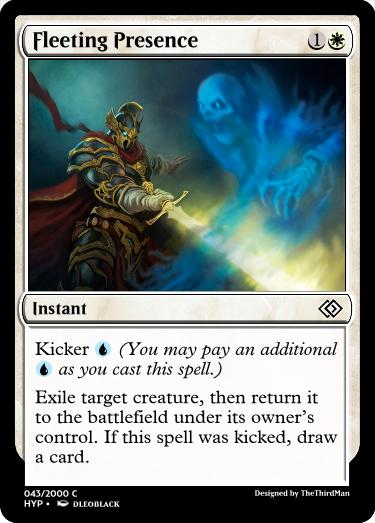 Fleeting Presence 1
Instant
Kicker (You may pay an additional
as you cast this spell.)
Exile target creature, then return it
to the battlefield under its owner's
control. If this spell was kicked, draw
a card.
043/2000 C
HYP • DLEOBLACK
Designed by TheThirdMan